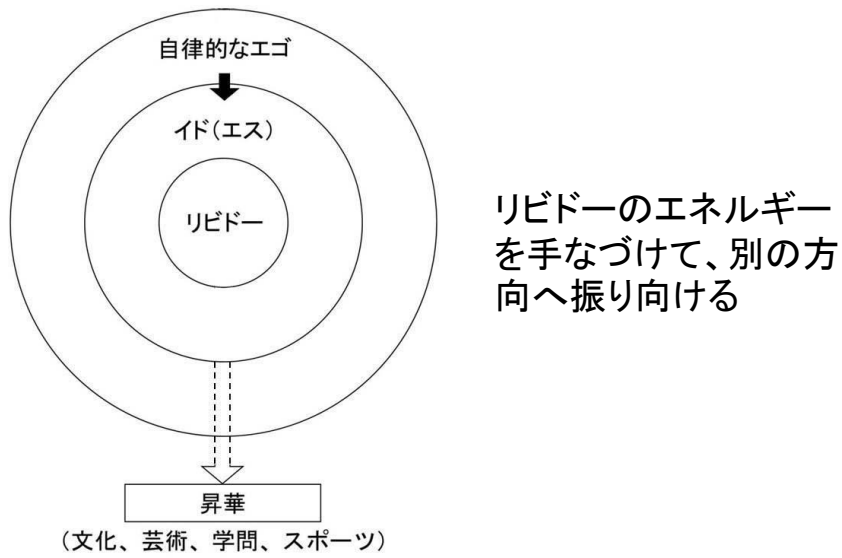 自律的なエゴ
イド(エス)
リビドー
リビドーのエネルギー
を手なづけて、別の方
向へ振り向ける
昇華
(文化、芸術、学問、スポーツ)